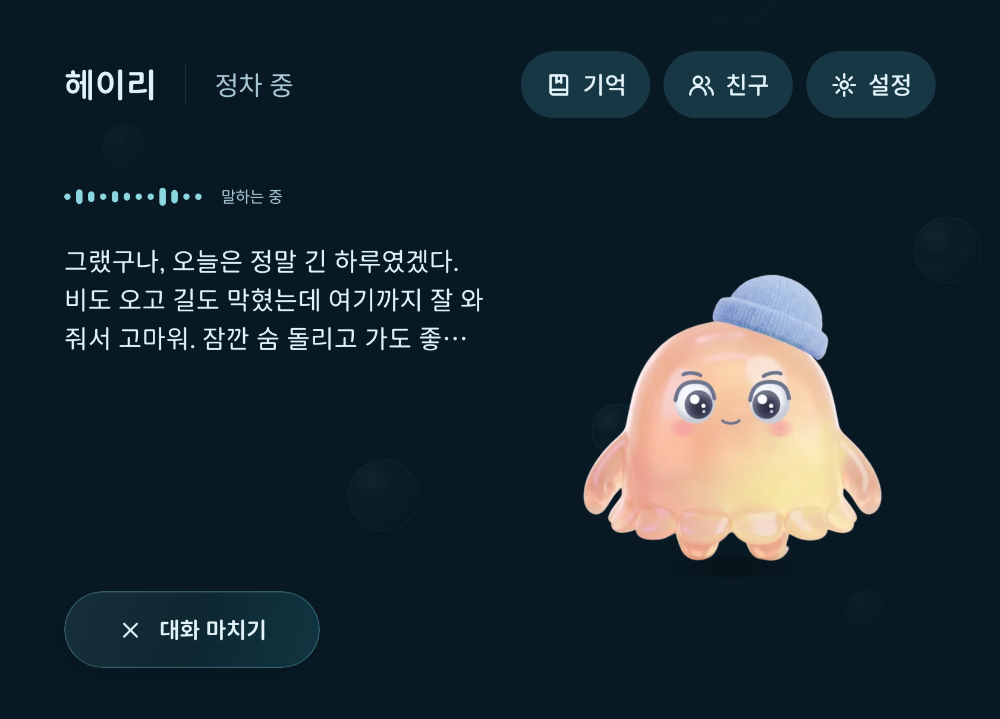 헤이리
정차 중
기억
친구
설정
말하는 중
그랬구나, 오늘은 정말 긴 하루였겠다.
비도 오고 길도 막혔는데 여기까지 잘 와
줘서 고마워. 잠깐 숨 돌리고 가도 좋…
대화 마치기